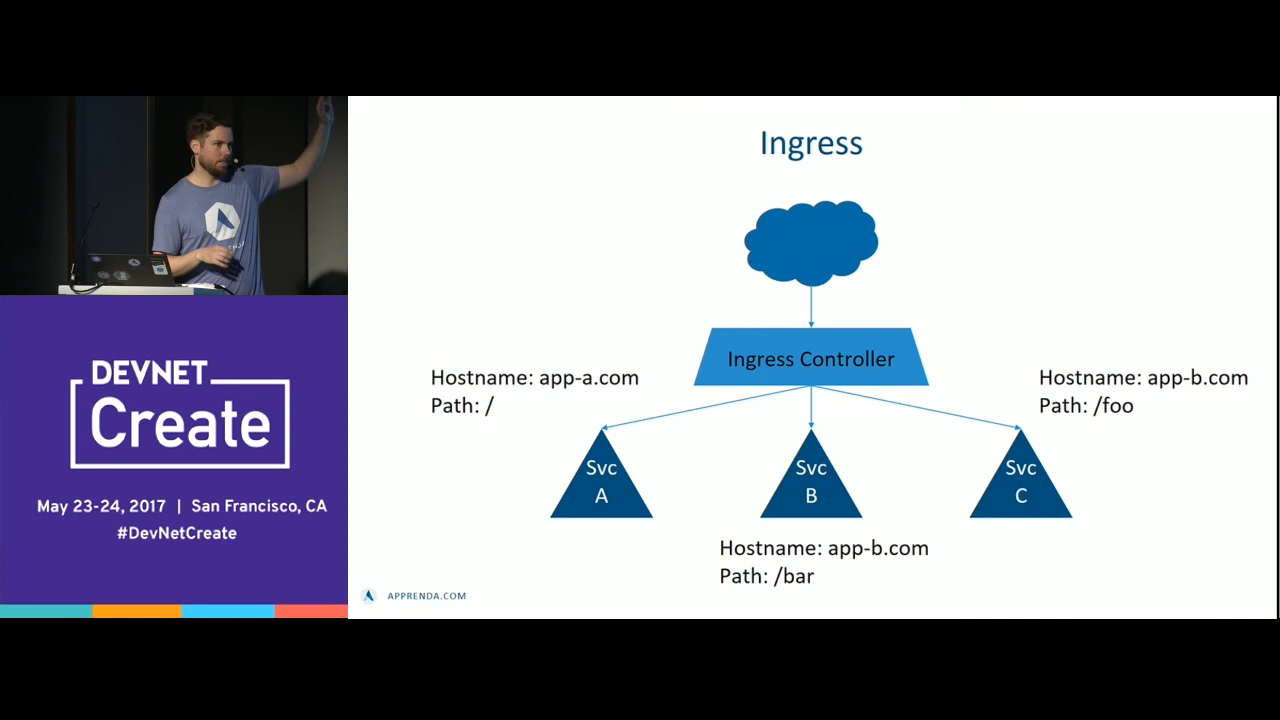 Ingress
Ingress Controller
Hostname: app-a.com
Path: /
Hostname: app-b.com
Path: /foo
Svc
A
Svc
B
Svc
C
Hostname: app-b.com
Path: /bar
APPRENDA.COM
DEVNET
Create
May 23-24, 2017 | San Francisco, CA
#DevNetCreate